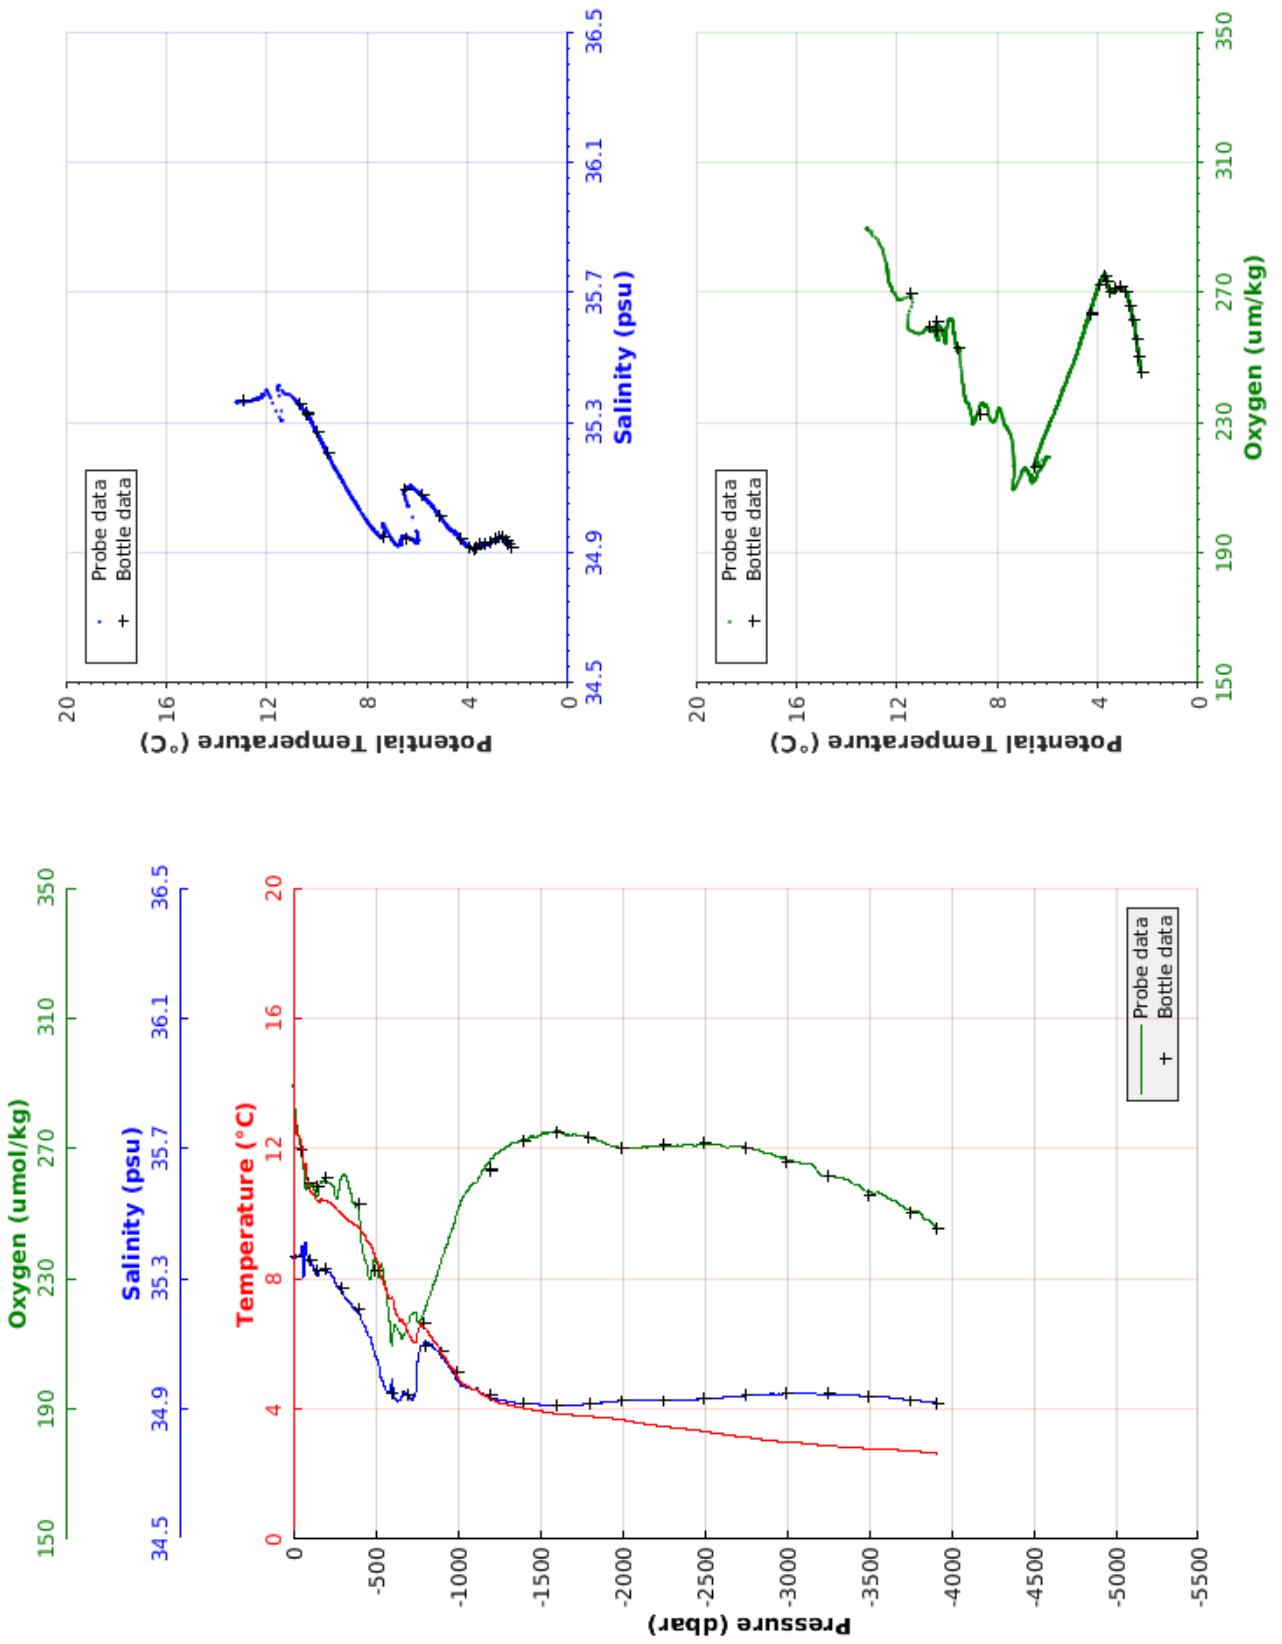 Oxygen (umol/kg)
150 190 230 270 310 350
Salinity (psu)
34.5 34.9 35.3 35.7 36.1 36.5
Temperature (°C)
0 4 8 12 16 20
Pressure (dbar)
0
-500
-1000
-1500
-2000
-2500
-3000
-3500
-4000
-4500
-5000
-5500
Probe data
Bottle data
Potential Temperature (°C)
20
16
12
8
4
0
Probe data
Bottle data
34.5 34.9 35.3 35.7 36.1 36.5
Salinity (psu)
Potential Temperature (°C)
20
16
12
8
4
0
Probe data
Bottle data
150 190 230 270 310 350
Oxygen (um/kg)